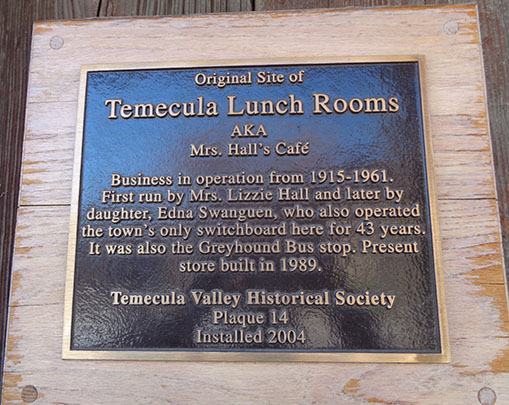 Original Site of
Temecula Lunch Rooms
AKA
Mrs. Hall's Café
Business in operation from 1915-1961.
First run by Mrs. Lizzie Hall and later by
daughter, Edna Swanguen, who also operated
the town's only switchboard here for 43 years.
It was also the Greyhound Bus stop. Present
store built in 1989.
Temecula Valley Historical Society
Plaque 14
Installed 2004